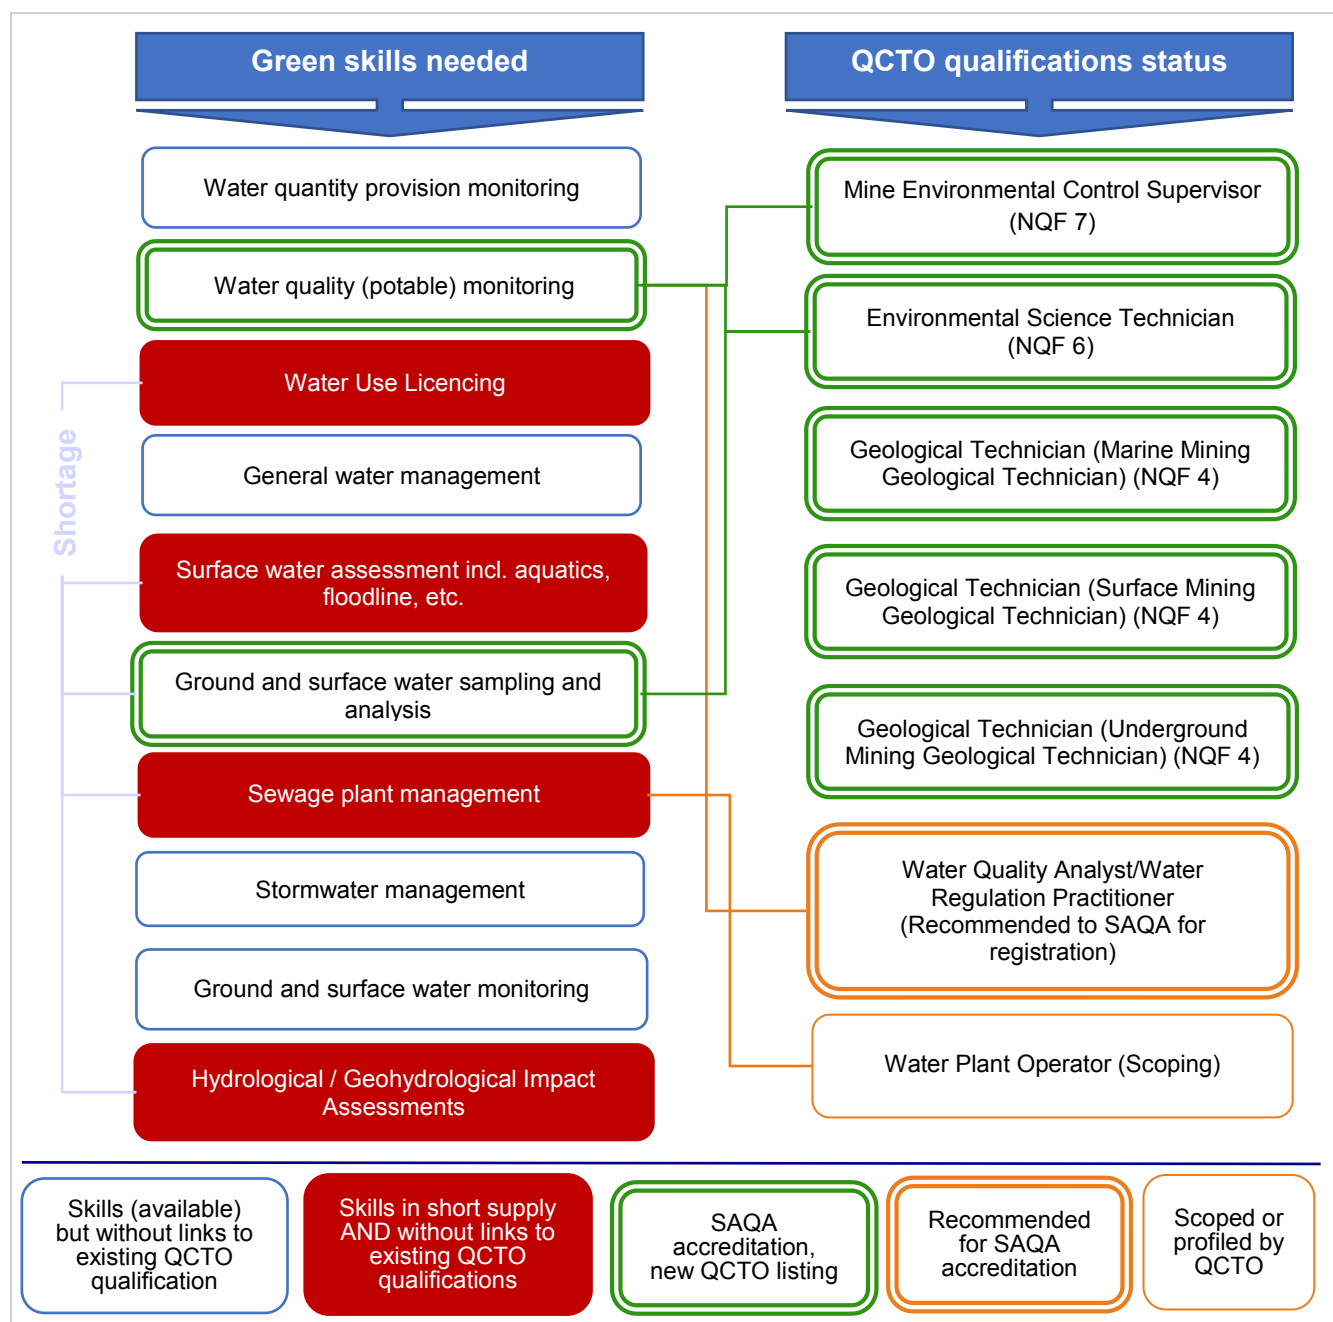 Green skills needed
QCTO qualifications status
Water quantity provision monitoring
Water quality (potable) monitoring
Water Use Licencing
General water management
Surface water assessment incl. aquatics,
floodline, etc.
Ground and surface water sampling and
analysis
Sewage plant management
Stormwater management
Ground and surface water monitoring
Hydrological / Geohydrological Impact
Assessments
Shortage
Mine Environmental Control Supervisor
(NQF 7)
Environmental Science Technician
(NQF 6)
Geological Technician (Marine Mining
Geological Technician) (NQF 4)
Geological Technician (Surface Mining
Geological Technician) (NQF 4)
Geological Technician (Underground
Mining Geological Technician) (NQF 4)
Water Quality Analyst/Water
Regulation Practitioner
(Recommended to SAQA for
registration)
Water Plant Operator (Scoping)
Skills (available)
but without links to
existing QCTO
qualification
Skills in short supply
AND without links to
existing QCTO
qualifications
SAQA
accreditation,
new QCTO listing
Recommended
for SAQA
accreditation
Scoped or
profiled by
QCTO